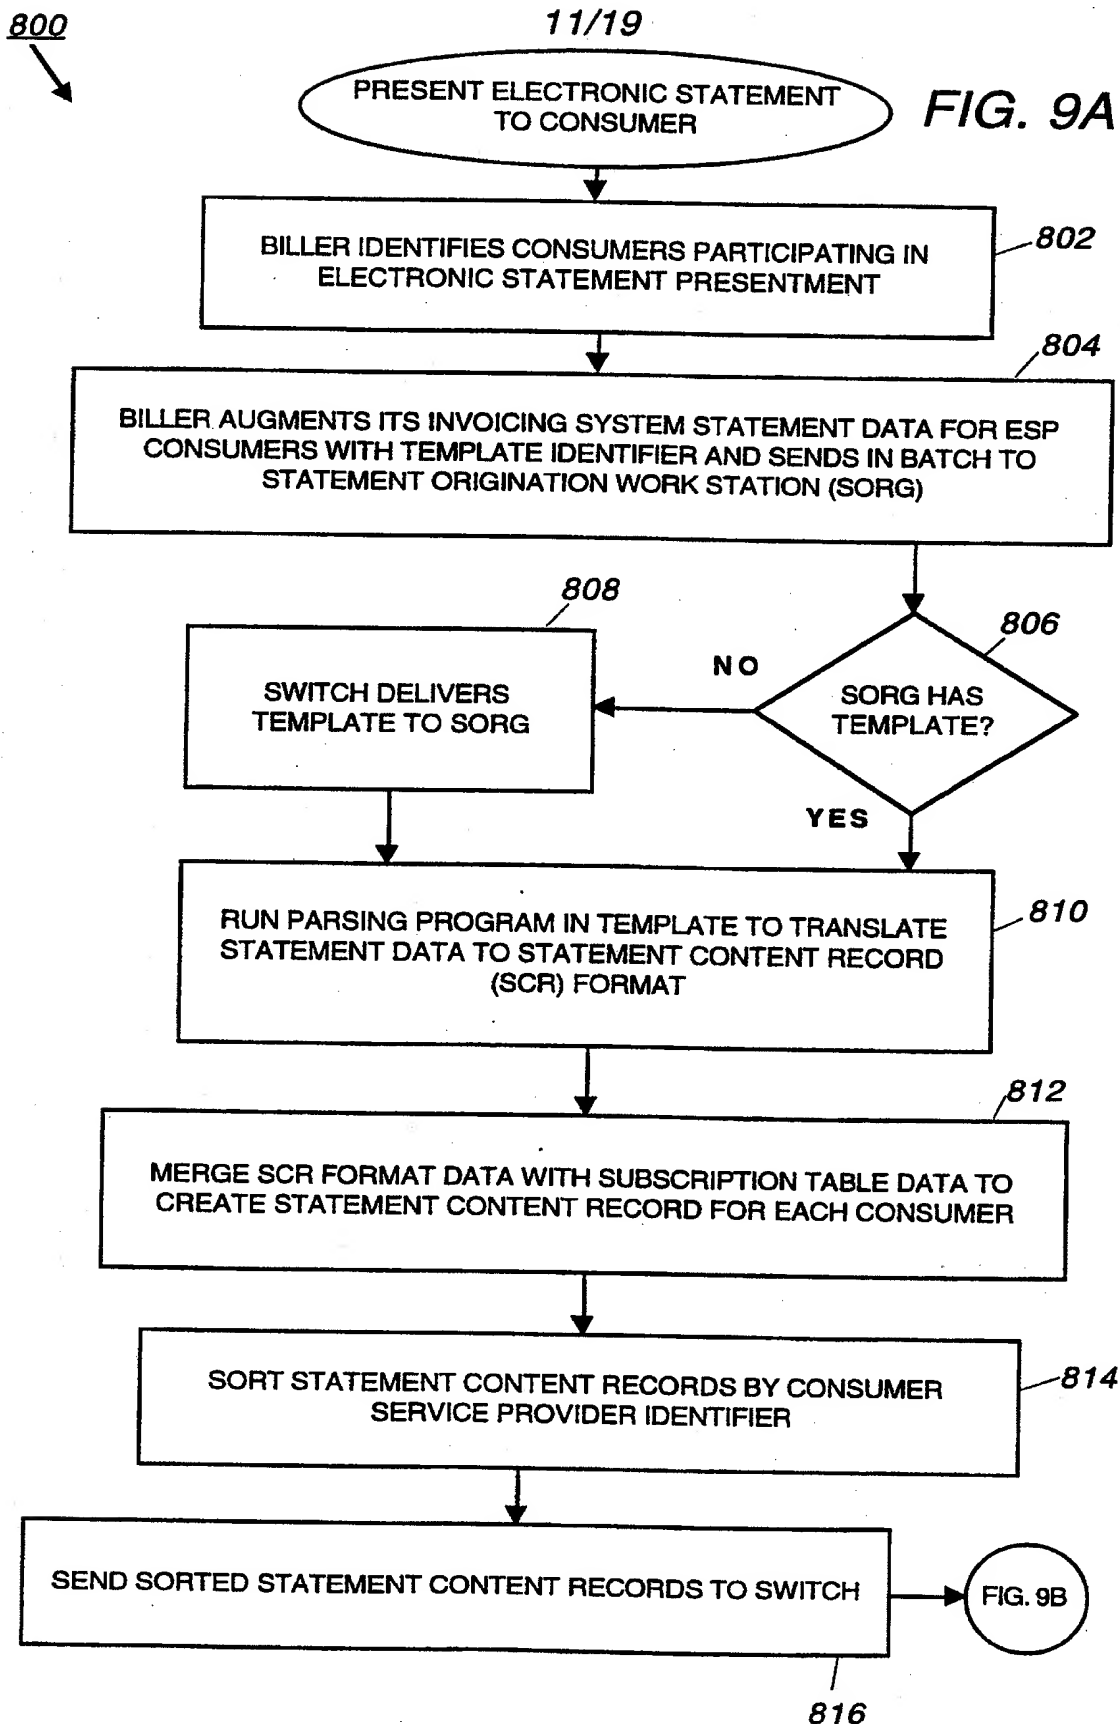 800
11/19
FIG. 9A
PRESENT ELECTRONIC STATEMENT
TO CONSUMER
BILLER IDENTIFIES CONSUMERS PARTICIPATING IN
ELECTRONIC STATEMENT PRESENTMENT
802
804
BILLER AUGMENTS ITS INVOICING SYSTEM STATEMENT DATA FOR ESP
CONSUMERS WITH TEMPLATE IDENTIFIER AND SENDS IN BATCH TO
STATEMENT ORIGINATION WORK STATION (SORG)
808
806
NO
SWITCH DELIVERS
TEMPLATE TO SORG
SORG HAS
TEMPLATE?
YES
RUN PARSING PROGRAM IN TEMPLATE TO TRANSLATE
STATEMENT DATA TO STATEMENT CONTENT RECORD
(SCR) FORMAT
810
812
MERGE SCR FORMAT DATA WITH SUBSCRIPTION TABLE DATA TO
CREATE STATEMENT CONTENT RECORD FOR EACH CONSUMER
SORT STATEMENT CONTENT RECORDS BY CONSUMER
SERVICE PROVIDER IDENTIFIER
814
SEND SORTED STATEMENT CONTENT RECORDS TO SWITCH
FIG. 9B
816